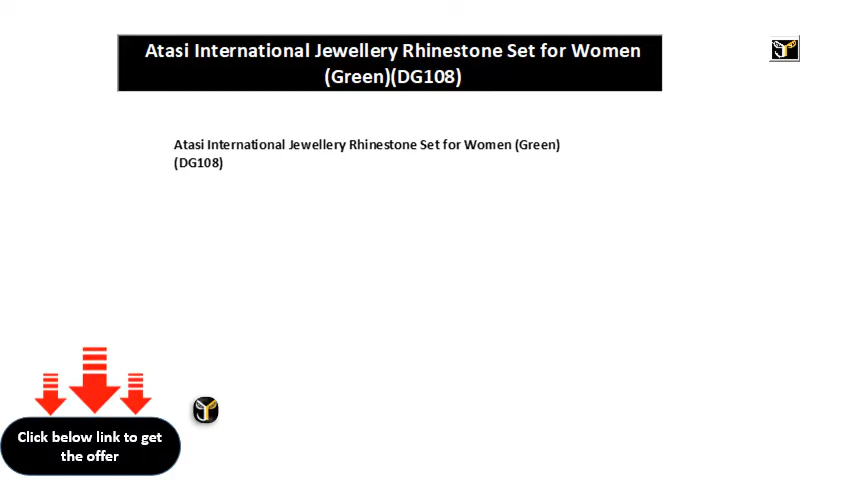 Atasi International Jewellery Rhinestone Set for Women
(Green)(DG108)
Atasi International Jewellery Rhinestone Set for Women (Green)
(DG108)
Click below link to get
the offer